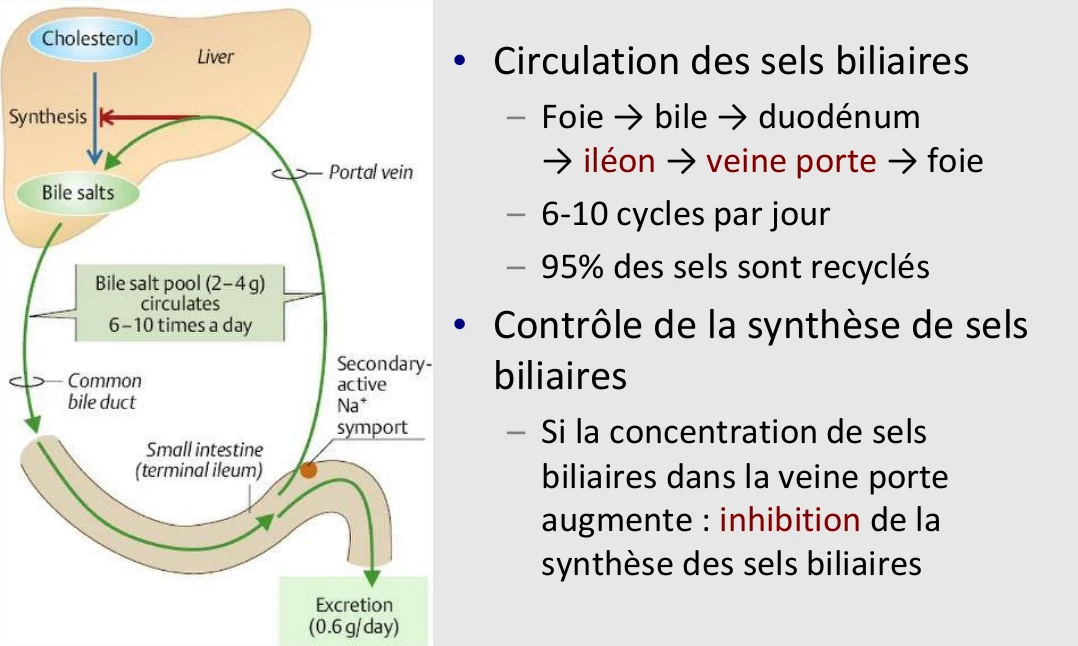 Cholesterol
Liver
Synthesis
Portal vein
Bile salts
Bile salt pool (2–4 g)
circulates
6–10 times a day
Secondary-
active
Na⁺
symport
Common
bile duct
Small intestine
(terminal ileum)
Excretion
(0.6 g/day)
• Circulation des sels biliaires
– Foie → bile → duodénum
→ iléon → veine porte → foie
– 6-10 cycles par jour
– 95% des sels sont recyclés
• Contrôle de la synthèse de sels
biliaires
– Si la concentration de sels
biliaires dans la veine porte
augmente : inhibition de la
synthèse des sels biliaires